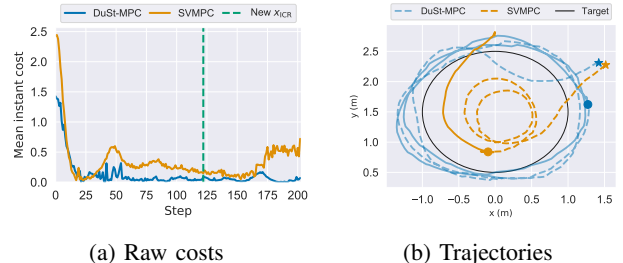 DuSt-MPC SVMPC New x_ICR
Mean instant cost
2.5
2.0
1.5
1.0
0.5
0.0
0 25 50 75 100 125 150 175 200
Step
(a) Raw costs
DuSt-MPC SVMPC Target
y (m)
2.5
2.0
1.5
1.0
0.5
−1.0 −0.5 0.0 0.5 1.0 1.5
x (m)
(b) Trajectories